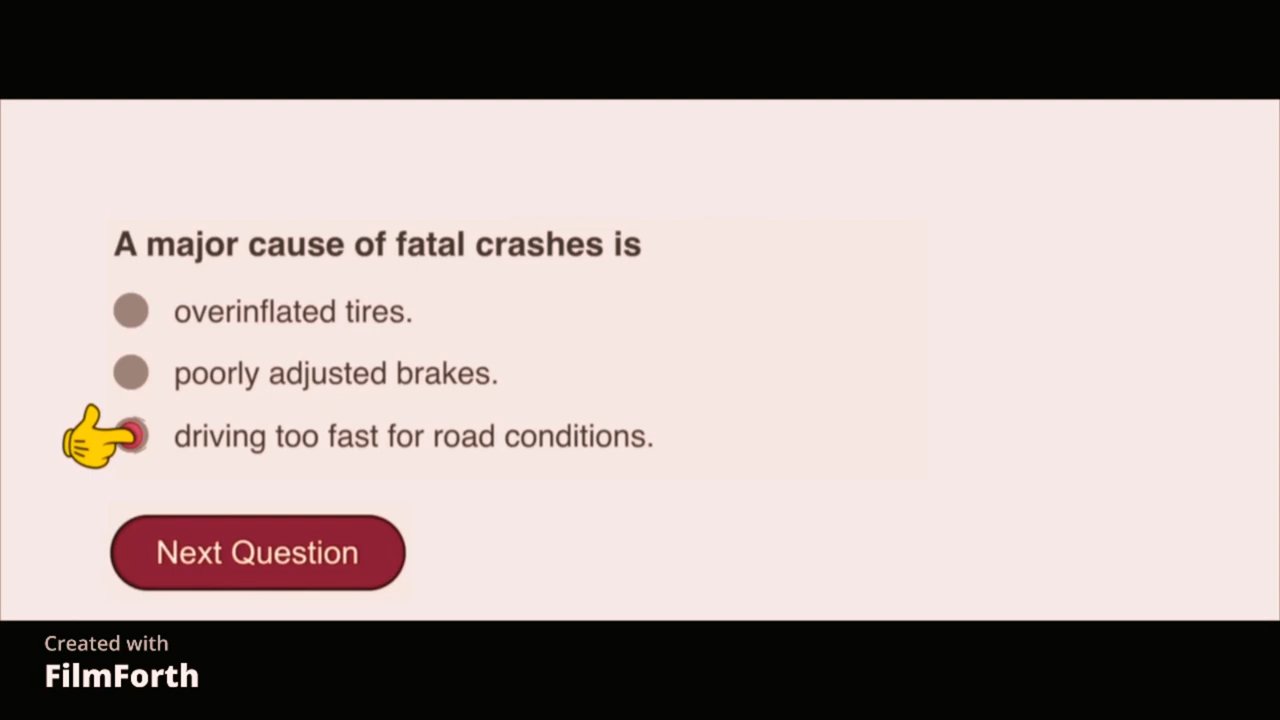 A major cause of fatal crashes is
overinflated tires.
poorly adjusted brakes.
driving too fast for road conditions.
Next Question
Created with
FilmForth